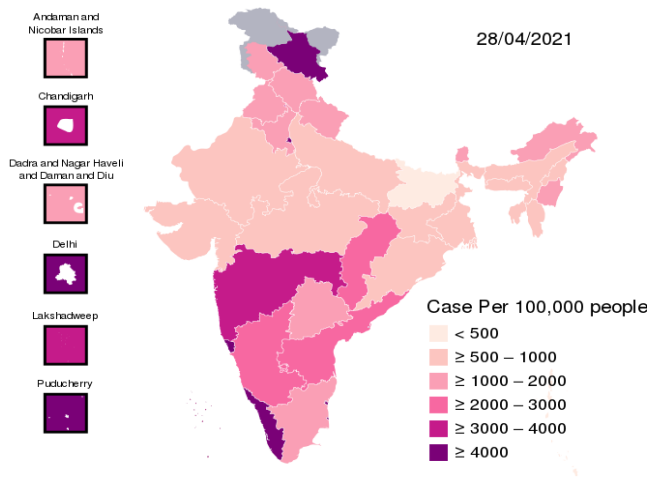 Andaman and
Nicobar Islands
28/04/2021
Chandigarh
Dadra and Nagar Haveli
and Daman and Diu
Delhi
Lakshadweep
Puducherry
Case Per 100,000 people
< 500
≥ 500 – 1000
≥ 1000 – 2000
≥ 2000 – 3000
≥ 3000 – 4000
≥ 4000